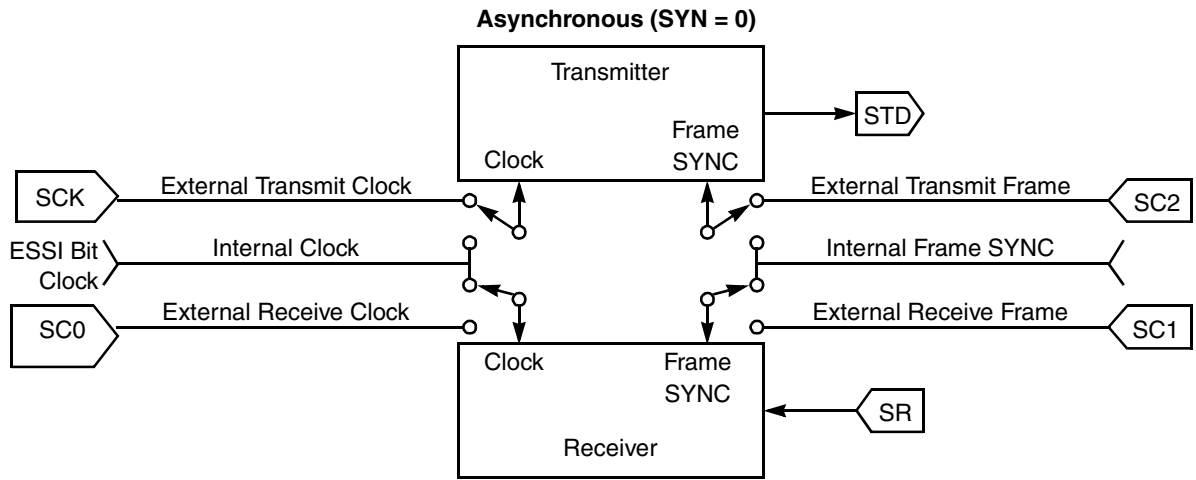 Asynchronous (SYN = 0)
Transmitter
STD
Frame
SYNC
Clock
SCK
External Transmit Clock
External Transmit Frame
SC2
ESSI Bit
Clock
Internal Clock
Internal Frame SYNC
SC0
External Receive Clock
External Receive Frame
SC1
Clock
Frame
SYNC
SR
Receiver